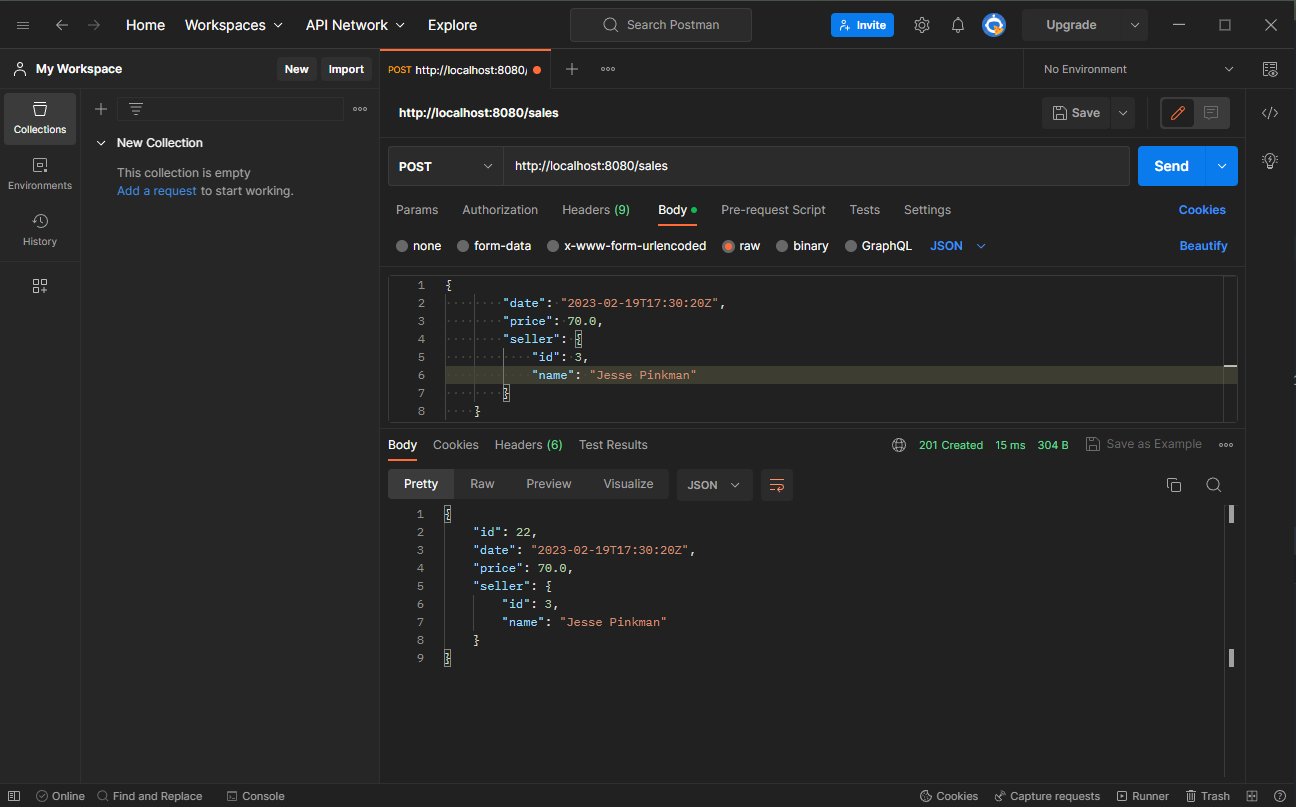 Home Workspaces API Network Explore Search Postman Invite Upgrade
My Workspace New Import POST http://localhost:8080/ No Environment
Collections
Environments
History
New Collection
This collection is empty
Add a request to start working.
http://localhost:8080/sales Save
POST http://localhost:8080/sales Send
Params Authorization Headers (9) Body Pre-request Script Tests Settings Cookies
none form-data x-www-form-urlencoded raw binary GraphQL JSON Beautify
1 {
2 "date": "2023-02-19T17:30:20Z",
3 "price": 70.0,
4 "seller": {
5 "id": 3,
6 "name": "Jesse Pinkman"
7 }
8 }
Body Cookies Headers (6) Test Results 201 Created 15 ms 304 B Save as Example
Pretty Raw Preview Visualize JSON
1 {
2 "id": 22,
3 "date": "2023-02-19T17:30:20Z",
4 "price": 70.0,
5 "seller": {
6 "id": 3,
7 "name": "Jesse Pinkman"
8 }
9 }
Online Find and Replace Console Cookies Capture requests Runner Trash